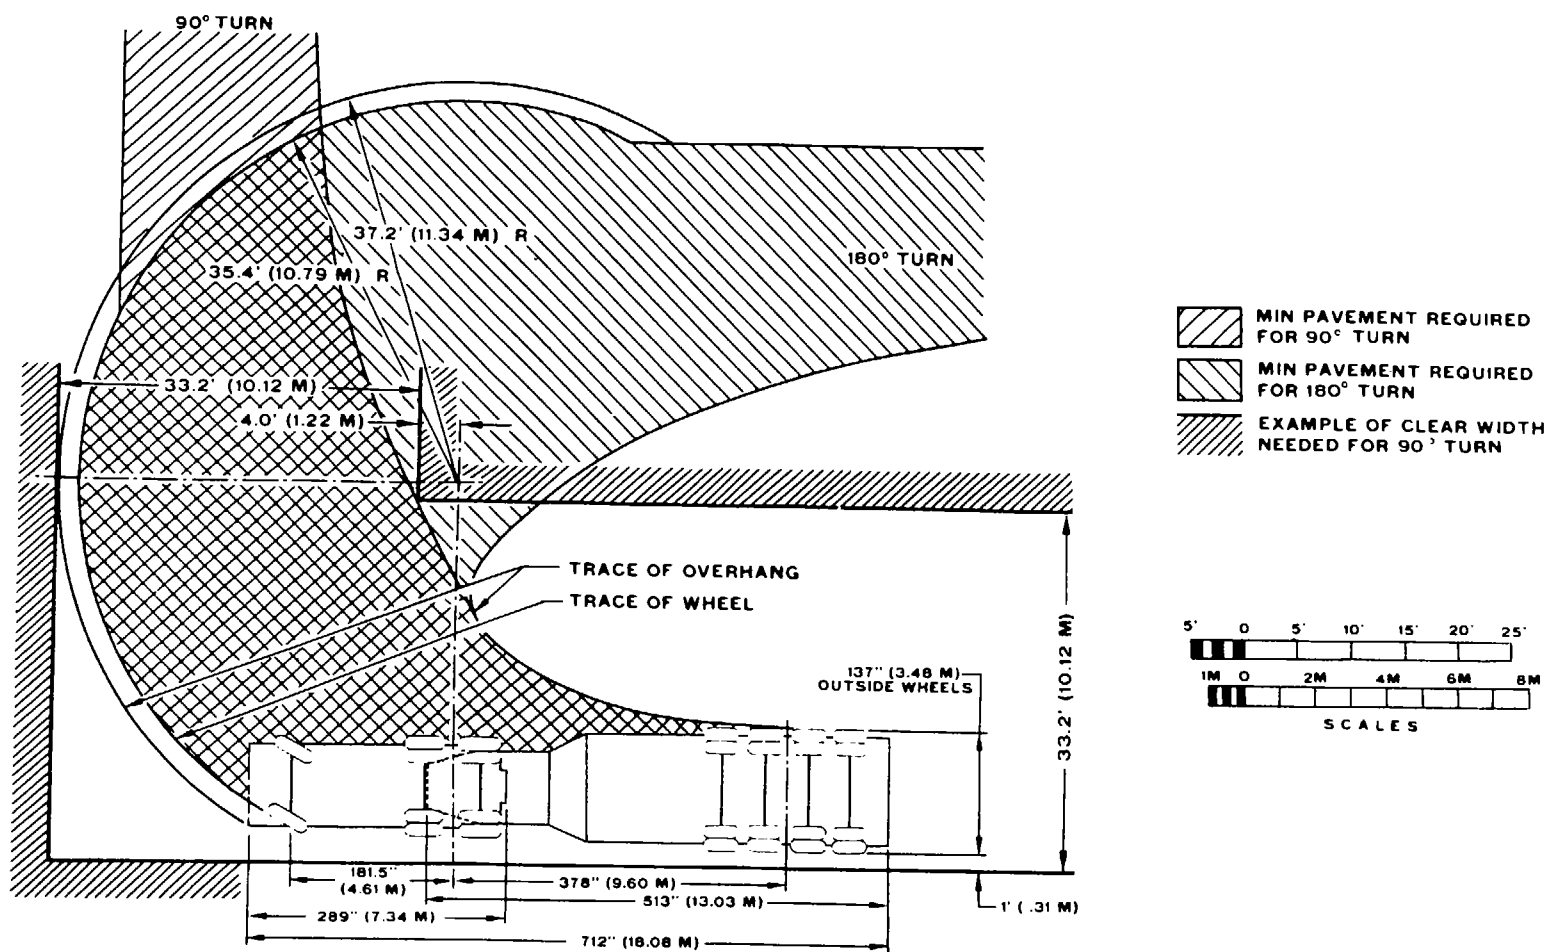 90° TURN
37.2' (11.34 M) R
35.4' (10.79 M) R
180° TURN
33.2' (10.12 M)
4.0' (1.22 M)
TRACE OF OVERHANG
TRACE OF WHEEL
137" (3.48 M)
OUTSIDE WHEELS
33.2' (10.12 M)
181.5"
(4.61 M)
378" (9.60 M)
513" (13.03 M)
1' ( .31 M)
289" (7.34 M)
712" (18.08 M)
MIN PAVEMENT REQUIRED
FOR 90° TURN
MIN PAVEMENT REQUIRED
FOR 180° TURN
EXAMPLE OF CLEAR WIDTH
NEEDED FOR 90° TURN
5' 0 5' 10' 15' 20' 25'
1M 0 2M 4M 6M 8M
SCALES